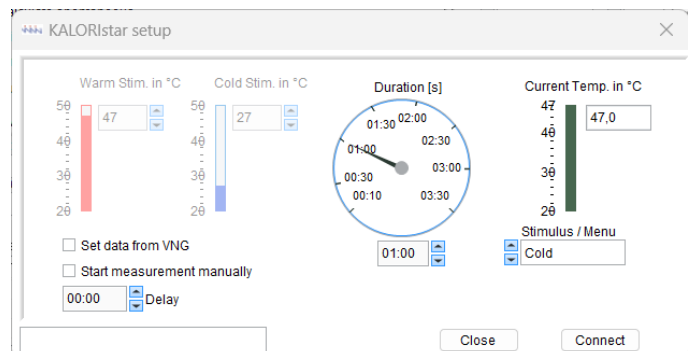 KALORIstar setup
Warm Stim. in °C
Cold Stim. in °C
Duration [s]
Current Temp. in °C
50
40
30
20
47
50
40
30
20
27
02:00
01:30
02:30
01:00
03:00
00:30
00:10
03:30
47
40
30
20
47,0
Set data from VNG
Start measurement manually
00:00
Delay
01:00
Stimulus / Menu
Cold
Close
Connect